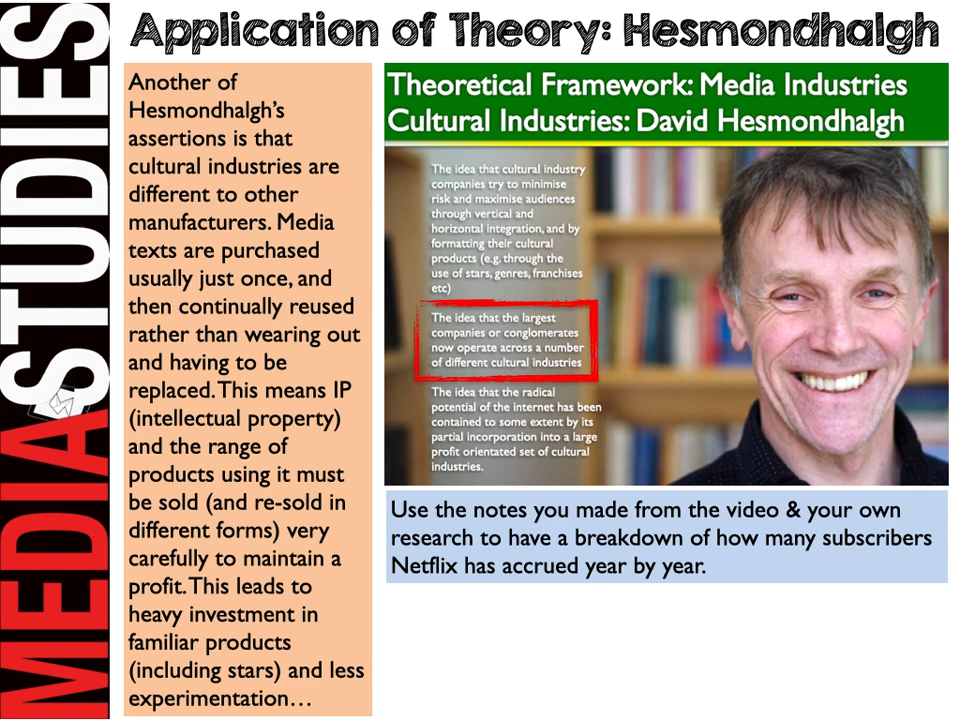 MEDIA STUDIES
Application of Theory: Hesmondhalgh
Another of
Hesmondhalgh's
assertions is that
cultural industries are
different to other
manufacturers. Media
texts are purchased
usually just once, and
then continually reused
rather than wearing out
and having to be
replaced. This means IP
(intellectual property)
and the range of
products using it must
be sold (and re-sold in
different forms) very
carefully to maintain a
profit. This leads to
heavy investment in
familiar products
(including stars) and less
experimentation…
Theoretical Framework: Media Industries
Cultural Industries: David Hesmondhalgh
The idea that cultural industry
companies try to minimise
risk and maximise audiences
through vertical and
horizontal integration, and by
formatting their cultural
products (e.g. through the
use of stars, genres, franchises
etc)
The idea that the largest
companies or conglomerates
now operate across a number
of different cultural industries
The idea that the radical
potential of the internet has been
contained to some extent by its
partial incorporation into a large
profit orientated set of cultural
industries.
Use the notes you made from the video & your own
research to have a breakdown of how many subscribers
Netflix has accrued year by year.